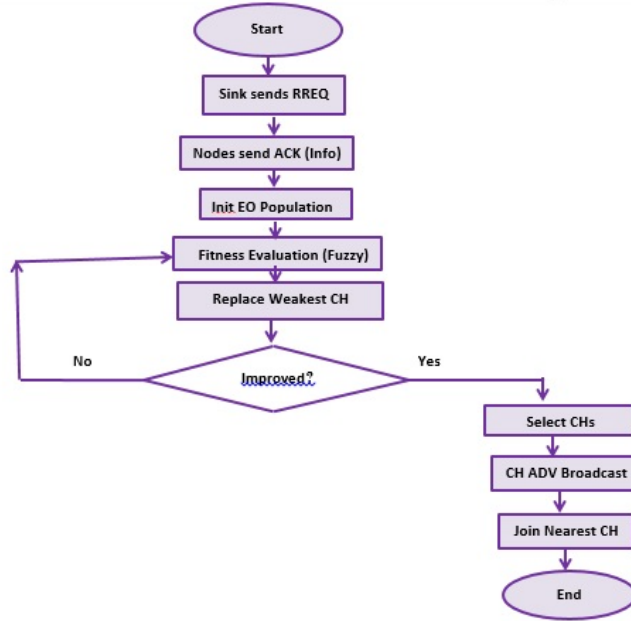 Start
Sink sends RREQ
Nodes send ACK (Info)
Init EO Population
Fitness Evaluation (Fuzzy)
Replace Weakest CH
No
Yes
Improved?
Select CHs
CH ADV Broadcast
Join Nearest CH
End